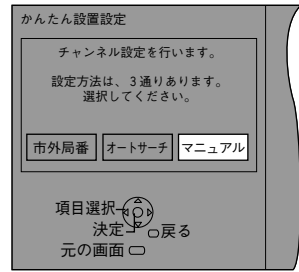 かんたん設置設定
チャンネル設定を行います。
設定方法は、3通りあります。
選択してください。
市外局番 オートサーチ マニュアル
項目選択
決定 戻る
元の画面